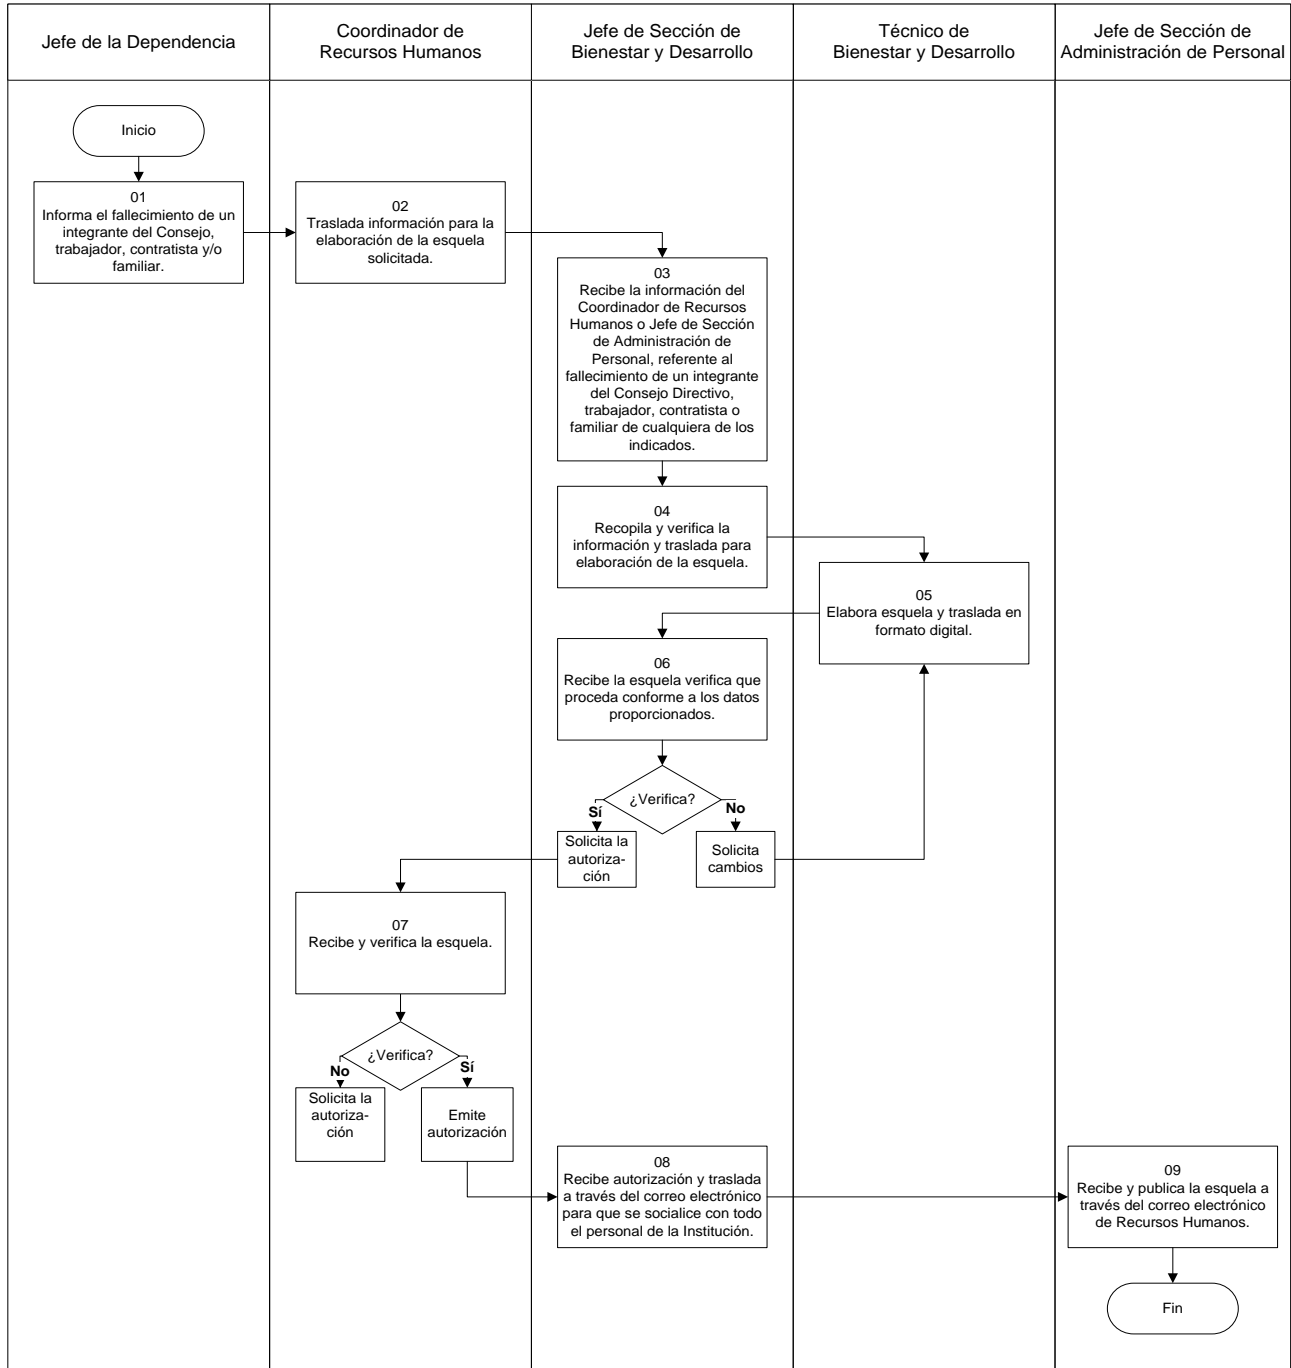 Jefe de la Dependencia
Coordinador de
Recursos Humanos
Jefe de Sección de
Bienestar y Desarrollo
Técnico de
Bienestar y Desarrollo
Jefe de Sección de
Administración de Personal
Inicio
01
Informa el fallecimiento de un
integrante del Consejo,
trabajador, contratista y/o
familiar.
02
Traslada información para la
elaboración de la esquela
solicitada.
03
Recibe la información del
Coordinador de Recursos
Humanos o Jefe de Sección
de Administración de
Personal, referente al
fallecimiento de un integrante
del Consejo Directivo,
trabajador, contratista o
familiar de cualquiera de los
indicados.
04
Recopila y verifica la
información y traslada para
elaboración de la esquela.
05
Elabora esquela y traslada en
formato digital.
06
Recibe la esquela verifica que
proceda conforme a los datos
proporcionados.
¿Verifica?
Sí
No
Solicita la
autoriza-
ción
Solicita
cambios
07
Recibe y verifica la esquela.
¿Verifica?
No
Sí
Solicita la
autoriza-
ción
Emite
autorización
08
Recibe autorización y traslada
a través del correo electrónico
para que se socialice con todo
el personal de la Institución.
09
Recibe y publica la esquela a
través del correo electrónico
de Recursos Humanos.
Fin